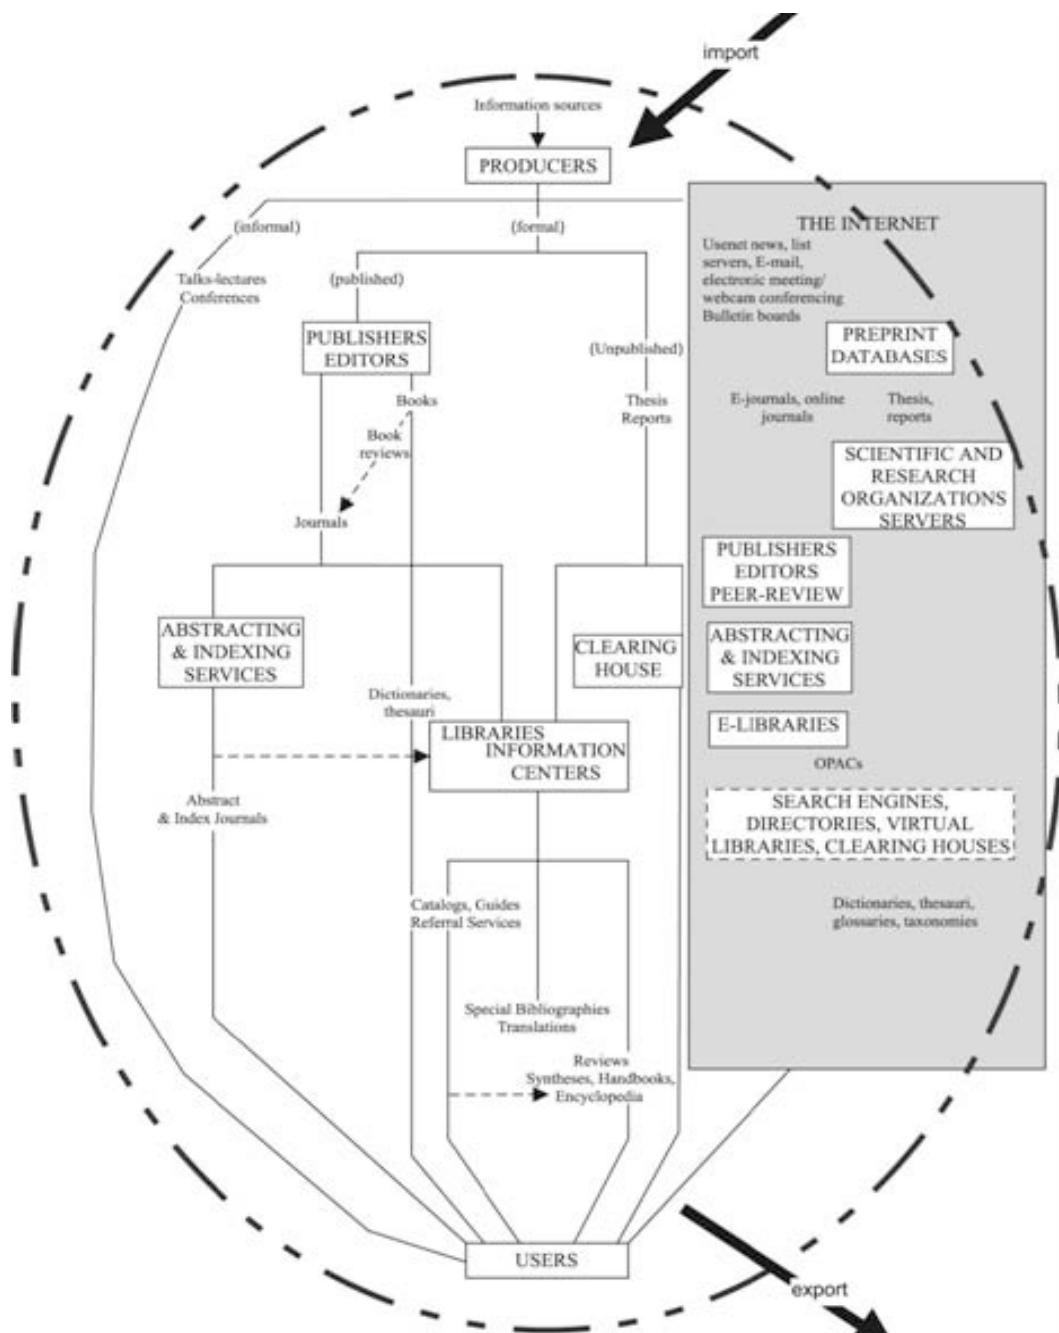 import
Information sources
PRODUCERS
(informal)
(formal)
THE INTERNET
Usenet news, list
servers, E-mail,
electronic meeting/
webcam conferencing
Bulletin boards
Talks-lectures
Conferences
(published)
PUBLISHERS
EDITORS
(Unpublished)
PREPRINT
DATABASES
Books
Thesis
Reports
E-journals, online
journals
Thesis,
reports
Book
reviews
SCIENTIFIC AND
RESEARCH
ORGANIZATIONS
SERVERS
Journals
PUBLISHERS
EDITORS
PEER-REVIEW
ABSTRACTING
& INDEXING
SERVICES
CLEARING
HOUSE
ABSTRACTING
& INDEXING
SERVICES
Dictionaries,
thesauri
LIBRARIES
INFORMATION
CENTERS
E-LIBRARIES
OPACs
Abstract
& Index Journals
SEARCH ENGINES,
DIRECTORIES, VIRTUAL
LIBRARIES, CLEARING HOUSES
Catalogs, Guides
Referral Services
Dictionaries, thesauri,
glossaries, taxonomies
Special Bibliographies
Translations
Reviews
Syntheses, Handbooks,
Encyclopedia
USERS
export